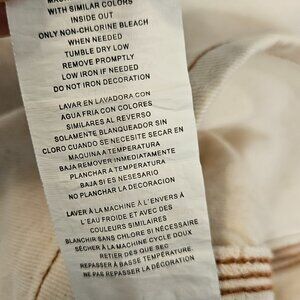 WITH SIMILAR COLORS
INSIDE OUT
ONLY NON-CHLORINE BLEACH
WHEN NEEDED
TUMBLE DRY LOW
REMOVE PROMPTLY
LOW IRON IF NEEDED
DO NOT IRON DECORATION
LAVAR EN LAVADORA CON
AGUA FRIA CON COLORES
SIMILARES AL REVERSO
SOLAMENTE BLANQUEADOR SIN
CLORO CUANDO SE NECESITE SECAR EN
MAQUINA A TEMPERATURA
BAJA REMOVER INMEDIATAMENTE
PLANCHAR A TEMPERATURA
BAJA SI ES NESESARIO
NO PLANCHAR LA DECORACION
LAVER À LA MACHINE À L'ENVERS À
L'EAU FROIDE ET AVEC DES
COULEURS SIMILAIRES
BLANCHIR SANS CHLORE SI NÉCESSAIRE
SÉCHER À LA MACHINE CYCLE DOUX
RETIER DES QUE SEC
REPASSER À BASSE TEMPÉRATURE
NE PAS REPASSER LA DÉCORATION